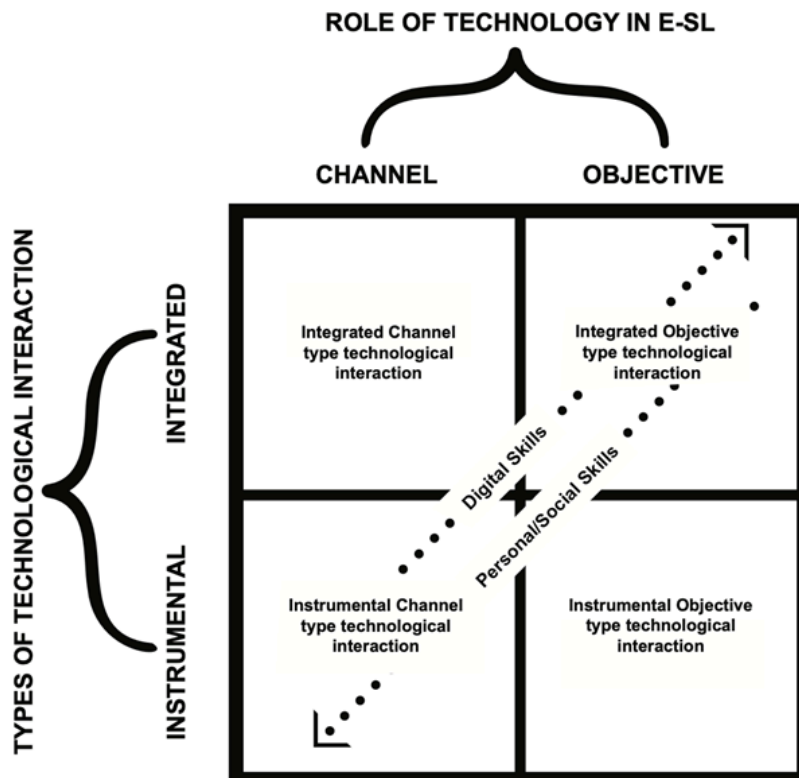 ROLE OF TECHNOLOGY IN E-SL
CHANNEL
OBJECTIVE
TYPES OF TECHNOLOGICAL INTERACTION
INTEGRATED
INSTRUMENTAL
Integrated Channel
type technological
interaction
Integrated Objective
type technological
interaction
Digital Skills
Personal/Social Skills
Instrumental Channel
type technological
interaction
Instrumental Objective
type technological
interaction